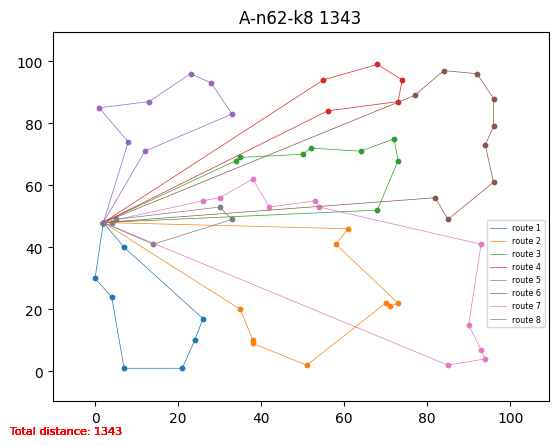 A-n62-k8 1343
100
80
60
40
20
0
0 20 40 60 80 100
route 1
route 2
route 3
route 4
route 5
route 6
route 7
route 8
Total distance: 1343